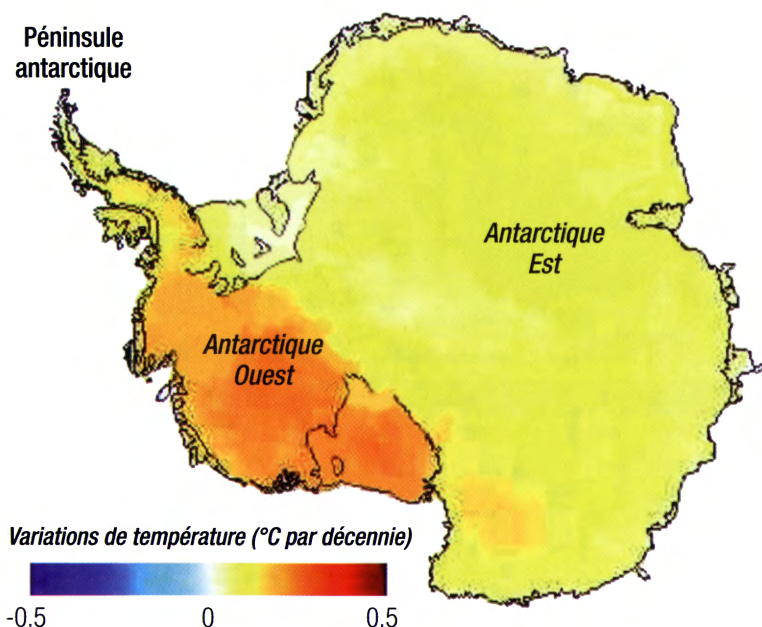 Péninsule
antarctique
Antarctique
Est
Antarctique
Ouest
Variations de température (°C par décennie)
-0.5 0 0.5